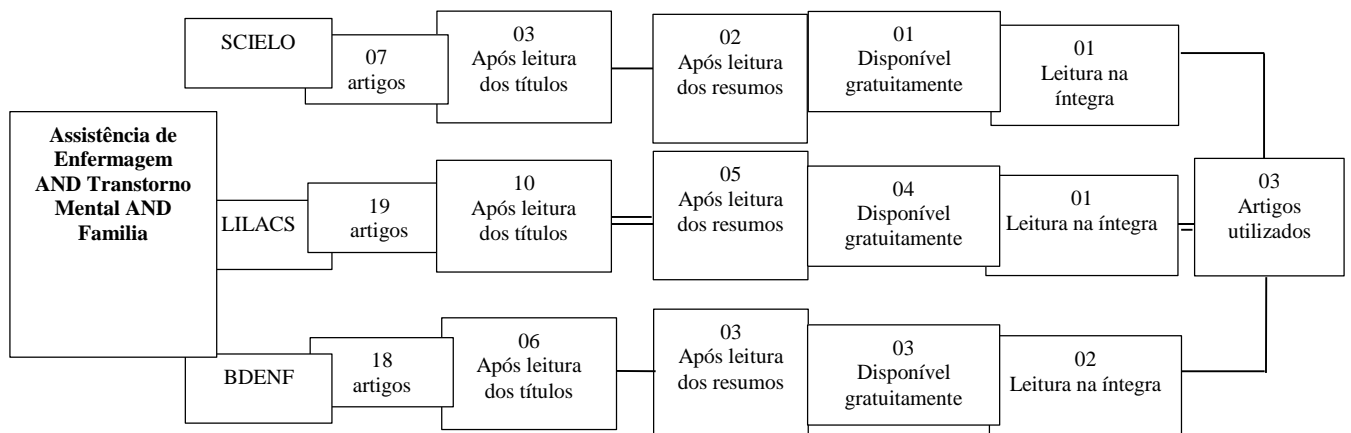 Assistência de
Enfermagem
AND Transtorno
Mental AND
Familia
SCIELO
07
artigos
03
Após leitura
dos títulos
02
Após leitura
dos resumos
01
Disponível
gratuitamente
01
Leitura na
íntegra
LILACS
19
artigos
10
Após leitura
dos títulos
05
Após leitura
dos resumos
04
Disponível
gratuitamente
01
Leitura na íntegra
BDENF
18
artigos
06
Após leitura
dos títulos
03
Após leitura
dos resumos
03
Disponível
gratuitamente
02
Leitura na íntegra
03
Artigos
utilizados